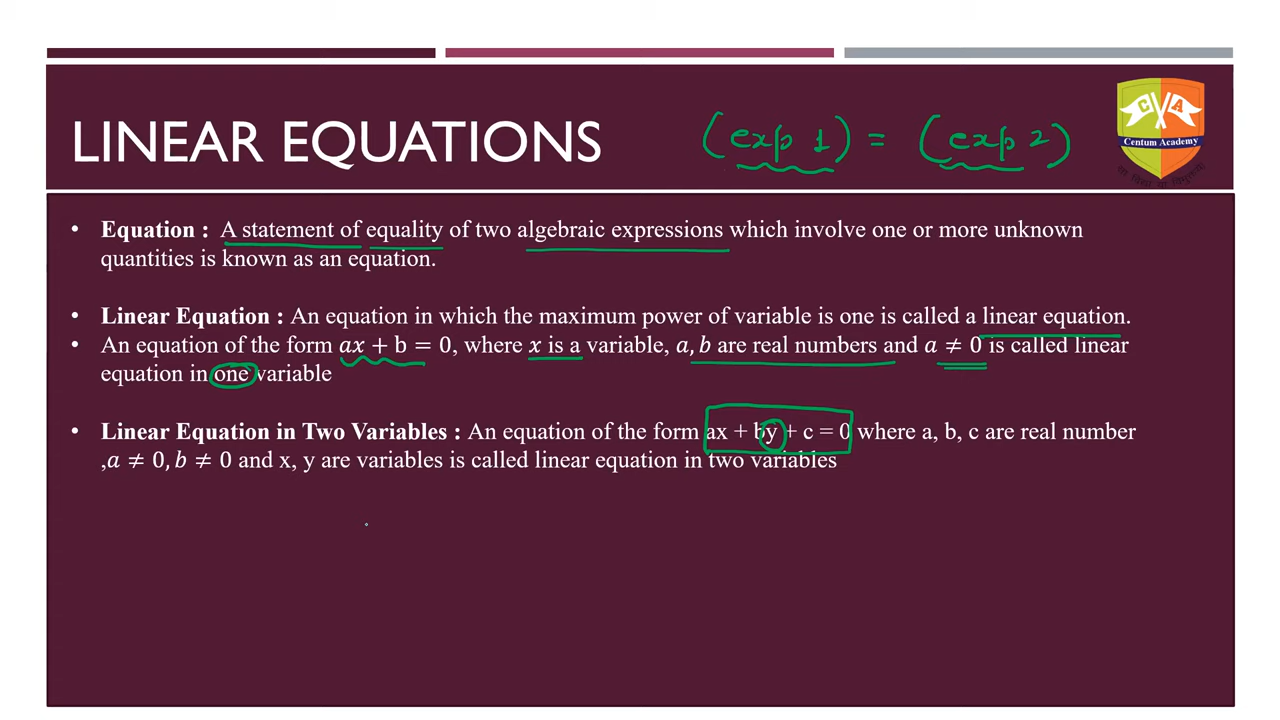 LINEAR EQUATIONS
(exp 1) = (exp 2)
C A
Centum Academy
• Equation : A statement of equality of two algebraic expressions which involve one or more unknown
quantities is known as an equation.
• Linear Equation : An equation in which the maximum power of variable is one is called a linear equation.
• An equation of the form 𝑎𝑥 + b = 0, where 𝑥 is a variable, 𝑎, 𝑏 are real numbers and 𝑎 ≠ 0 is called linear
equation in one variable
• Linear Equation in Two Variables : An equation of the form ax + by + c = 0 where a, b, c are real number
,𝑎 ≠ 0, 𝑏 ≠ 0 and x, y are variables is called linear equation in two variables